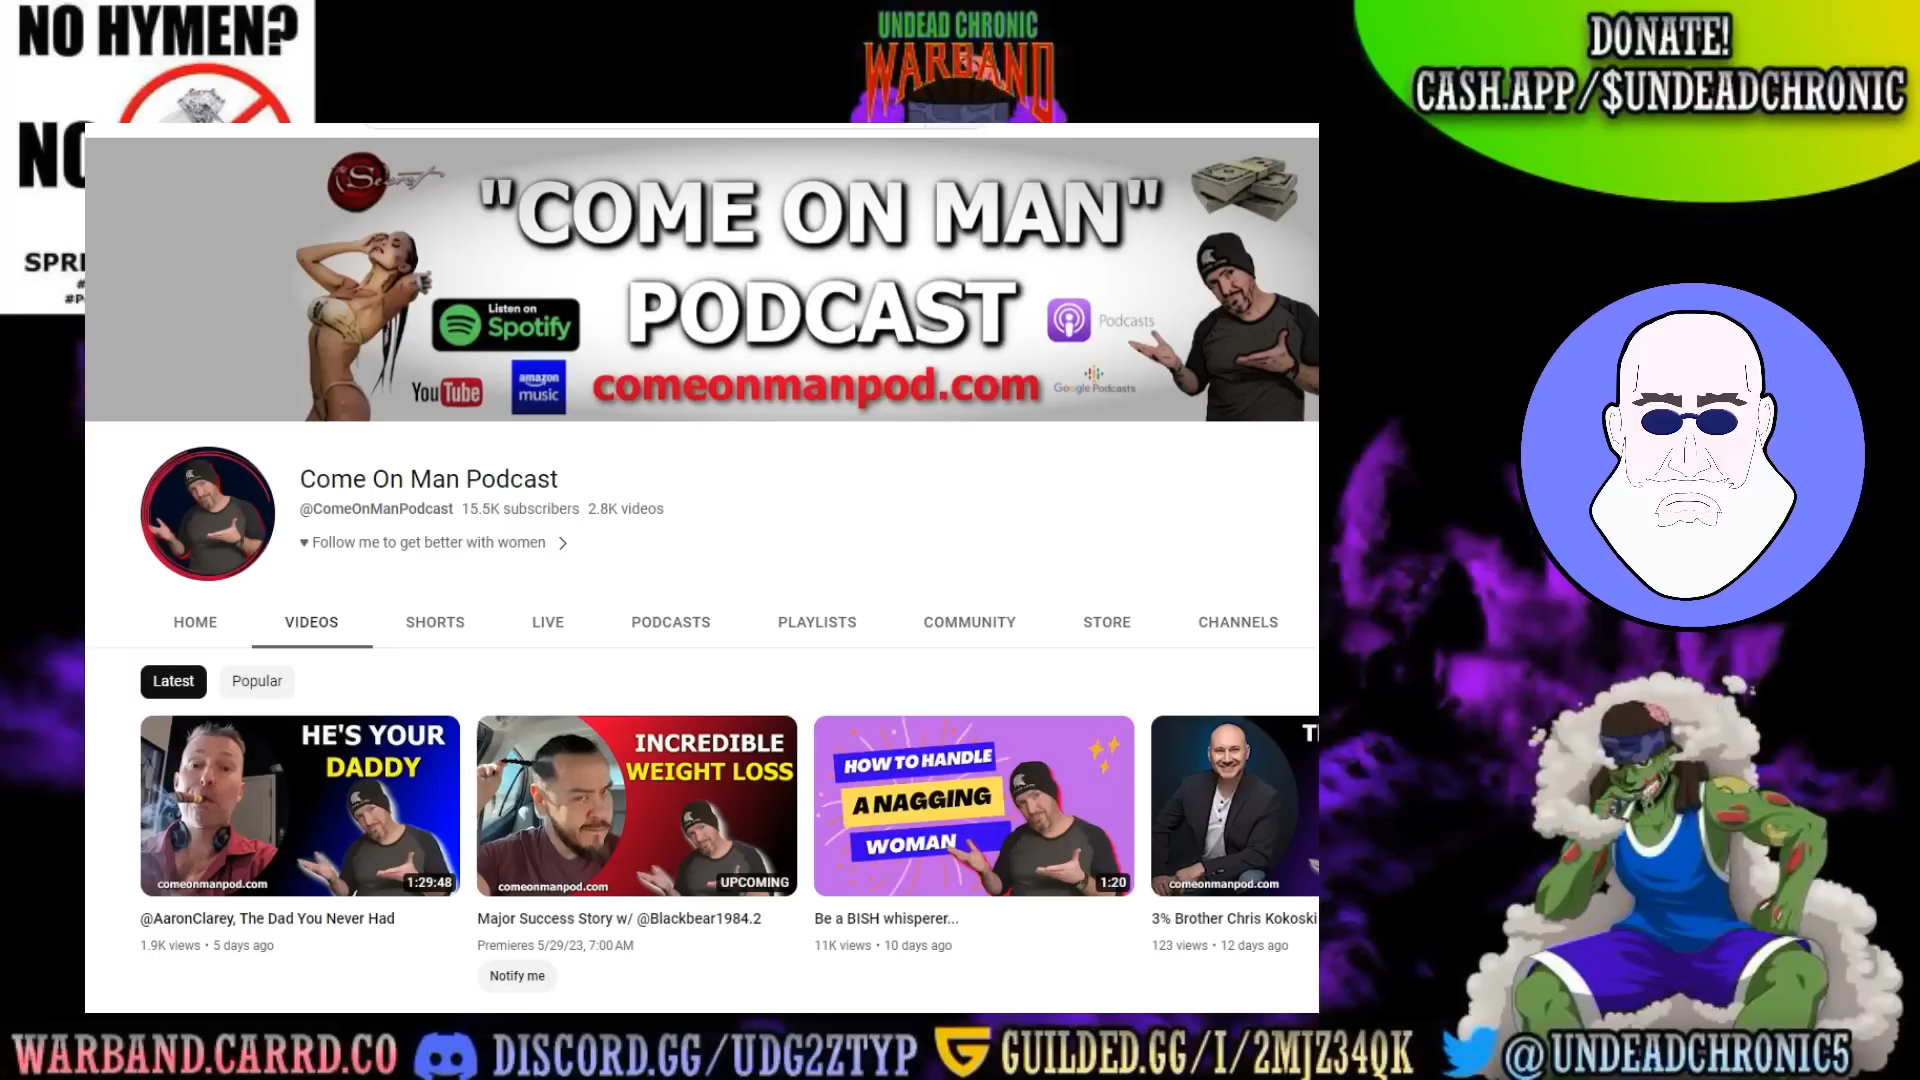 NO HYMEN?
NO
SPRE
#
#P
UNDEAD CHRONIC
WARBAND
DONATE!
CASH.APP/$UNDEADCHRONIC
Secret
"COME ON MAN"
PODCAST
Listen on
Spotify
Podcasts
YouTube
amazon
music
comeonmanpod.com
Google Podcasts
Come On Man Podcast
@ComeOnManPodcast 15.5K subscribers 2.8K videos
♥ Follow me to get better with women
HOME VIDEOS SHORTS LIVE PODCASTS PLAYLISTS COMMUNITY STORE CHANNELS
Latest Popular
HE'S YOUR
DADDY
comeonmanpod.com
1:29:48
INCREDIBLE
WEIGHT LOSS
comeonmanpod.com
UPCOMING
HOW TO HANDLE
A NAGGING
WOMAN
1:20
comeonmanpod.com
@AaronClarey, The Dad You Never Had
1.9K views • 5 days ago
Major Success Story w/ @Blackbear1984.2
Premieres 5/29/23, 7:00 AM
Notify me
Be a BISH whisperer...
11K views • 10 days ago
3% Brother Chris Kokoski
123 views • 12 days ago
WARBAND.CARRD.CO DISCORD.GG/UDG2ZTYP GUILDED.GG/I/2MJZ34QK @UNDEADCHRONIC5